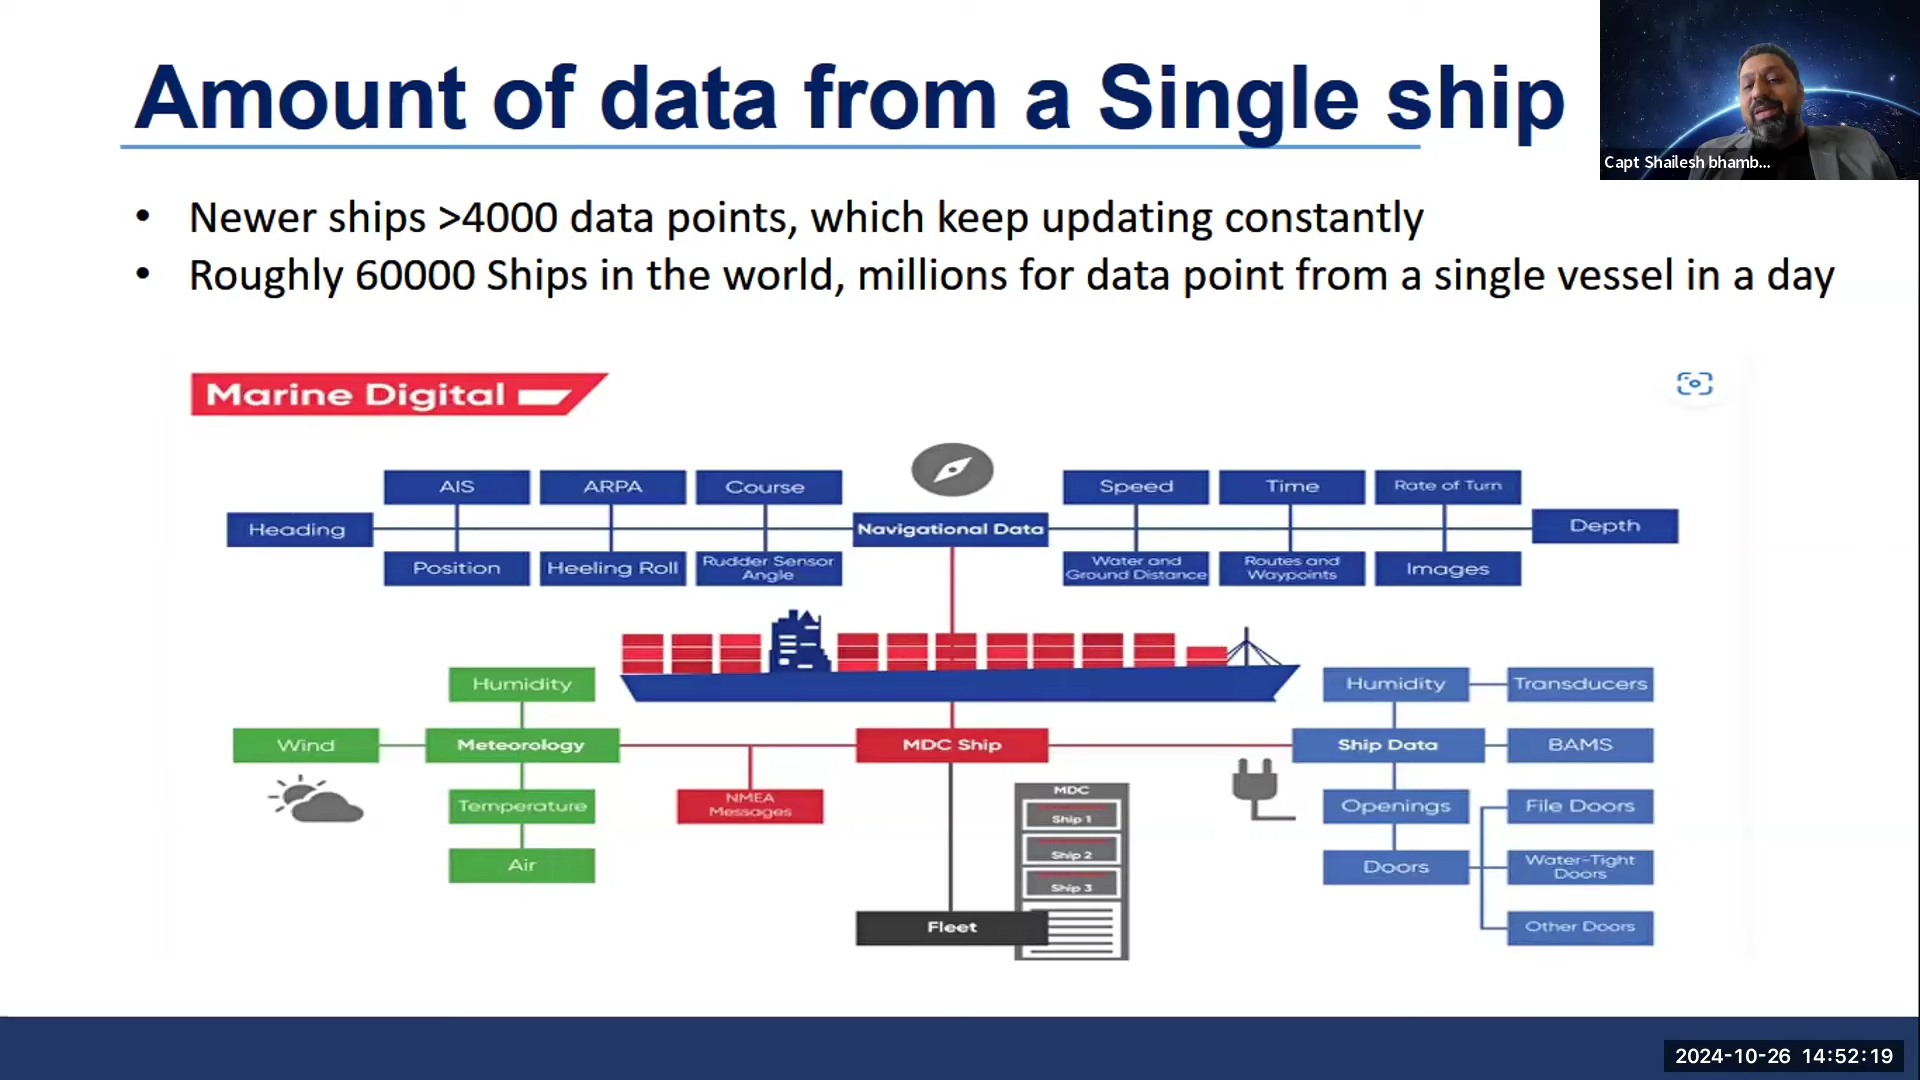 Amount of data from a Single ship
Capt Shailesh bhamb...
• Newer ships >4000 data points, which keep updating constantly
• Roughly 60000 Ships in the world, millions for data point from a single vessel in a day
Marine Digital
AIS
ARPA
Course
Speed
Time
Rate of Turn
Heading
Navigational Data
Depth
Position
Heeling Roll
Rudder Sensor
Angle
Water and
Ground Distance
Routes and
Waypoints
Images
Humidity
Humidity
Transducers
Wind
Meteorology
MDC Ship
Ship Data
BAMS
Temperature
NMEA
Messages
MDC
Ship 1
Ship 2
Ship 3
Openings
File Doors
Air
Doors
Water-Tight
Doors
Fleet
Other Doors
2024-10-26 14:52:19